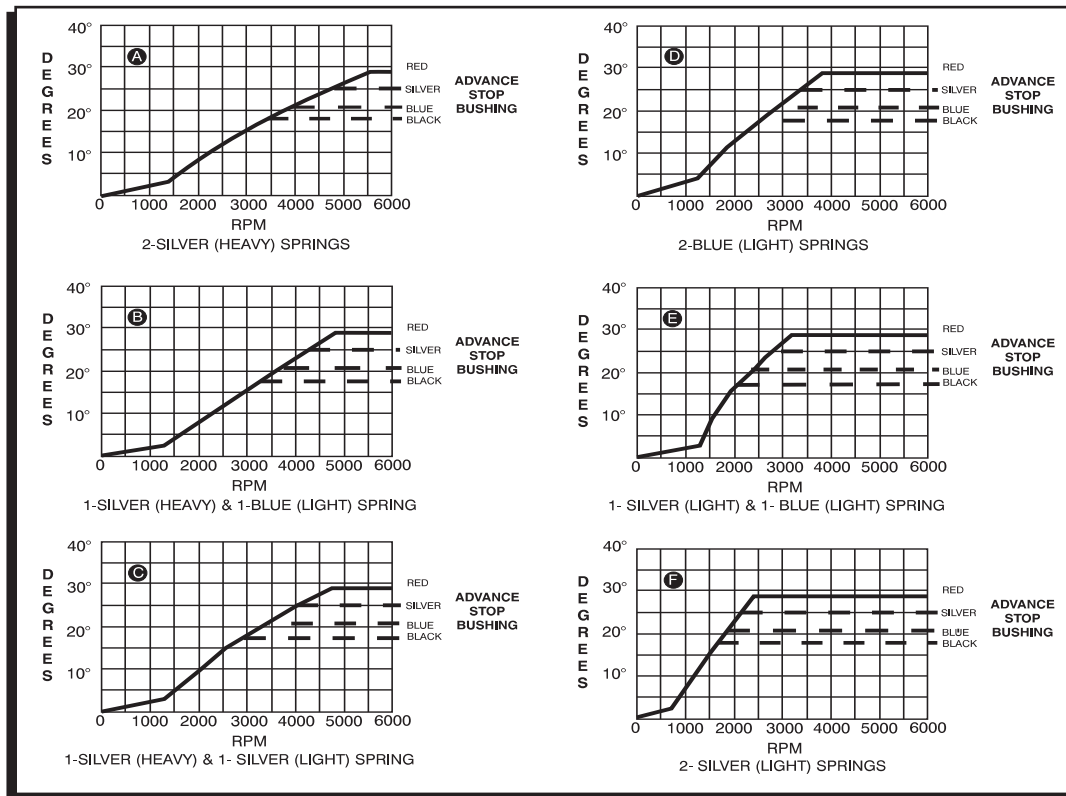 40°
30°
20°
10°
DEGREES
A
RED
SILVER
BLUE
BLACK
ADVANCE
STOP
BUSHING
0 1000 2000 3000 4000 5000 6000
RPM
2-SILVER (HEAVY) SPRINGS
40°
30°
20°
10°
DEGREES
D
RED
SILVER
BLUE
BLACK
ADVANCE
STOP
BUSHING
0 1000 2000 3000 4000 5000 6000
RPM
2-BLUE (LIGHT) SPRINGS
40°
30°
20°
10°
DEGREES
B
RED
SILVER
BLUE
BLACK
ADVANCE
STOP
BUSHING
0 1000 2000 3000 4000 5000 6000
RPM
1-SILVER (HEAVY) & 1-BLUE (LIGHT) SPRING
40°
30°
20°
10°
DEGREES
E
RED
SILVER
BLUE
BLACK
ADVANCE
STOP
BUSHING
0 1000 2000 3000 4000 5000 6000
RPM
1- SILVER (LIGHT) & 1- BLUE (LIGHT) SPRING
40°
30°
20°
10°
DEGREES
C
RED
SILVER
BLUE
BLACK
ADVANCE
STOP
BUSHING
0 1000 2000 3000 4000 5000 6000
RPM
1-SILVER (HEAVY) & 1- SILVER (LIGHT) SPRING
40°
30°
20°
10°
DEGREES
F
RED
SILVER
BLUE
BLACK
ADVANCE
STOP
BUSHING
0 1000 2000 3000 4000 5000 6000
RPM
2- SILVER (LIGHT) SPRINGS